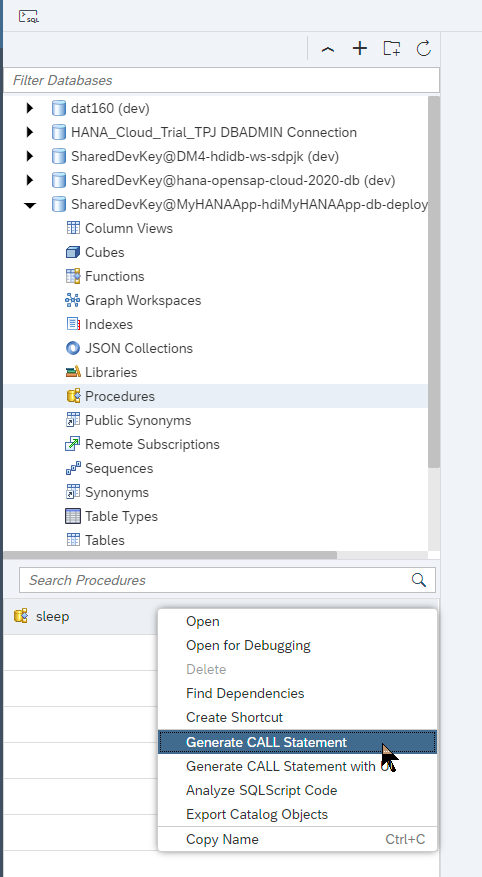 SQL
Filter Databases
dat160 (dev)
HANA_Cloud_Trial_TPJ DBADMIN Connection
SharedDevKey@DM4-hdidb-ws-sdpjk (dev)
SharedDevKey@hana-opensap-cloud-2020-db (dev)
SharedDevKey@MyHANAApp-hdiMyHANAApp-db-deploy
Column Views
Cubes
Functions
Graph Workspaces
Indexes
JSON Collections
Libraries
Procedures
Public Synonyms
Remote Subscriptions
Sequences
Synonyms
Table Types
Tables
Search Procedures
sleep
Open
Open for Debugging
Delete
Find Dependencies
Create Shortcut
Generate CALL Statement
Generate CALL Statement with
Analyze SQLScript Code
Export Catalog Objects
Copy Name Ctrl+C